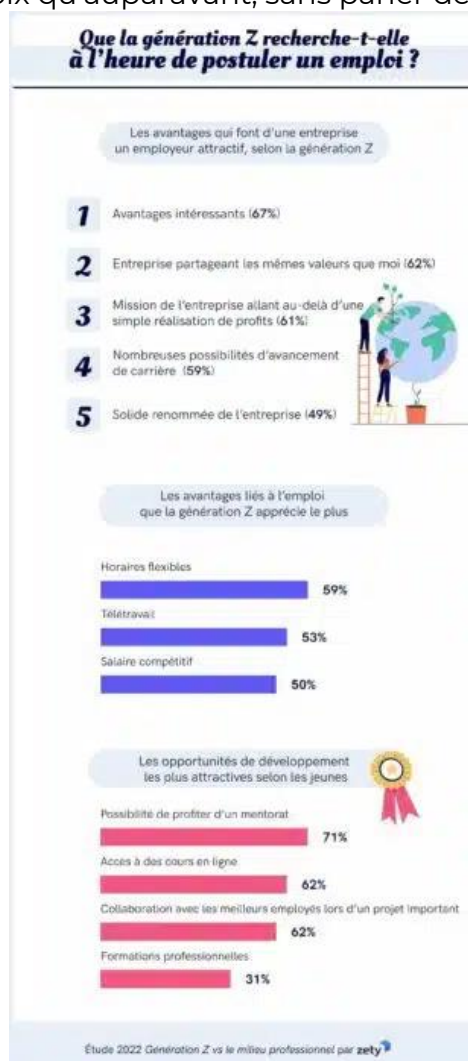 ix qu'auparavant, sans parler de
Que la génération Z recherche-t-elle
à l'heure de postuler un emploi ?
Les avantages qui font d'une entreprise
un employeur attractif, selon la génération Z
1 Avantages intéressants (67%)
2 Entreprise partageant les mêmes valeurs que moi (62%)
3 Mission de l'entreprise allant au-delà d'une
simple réalisation de profits (61%)
4 Nombreuses possibilités d'avancement
de carrière (59%)
5 Solide renommée de l'entreprise (49%)
Les avantages liés à l'emploi
que la génération Z apprécie le plus
Horaires flexibles
59%
Télétravail
53%
Salaire compétitif
50%
Les opportunités de développement
les plus attractives selon les jeunes
Possibilité de profiter d'un mentorat
71%
Accès à des cours en ligne
62%
Collaboration avec les meilleurs employés lors d'un projet important
62%
Formations professionnelles
31%
Étude 2022 Génération Z vs le milieu professionnel par zety